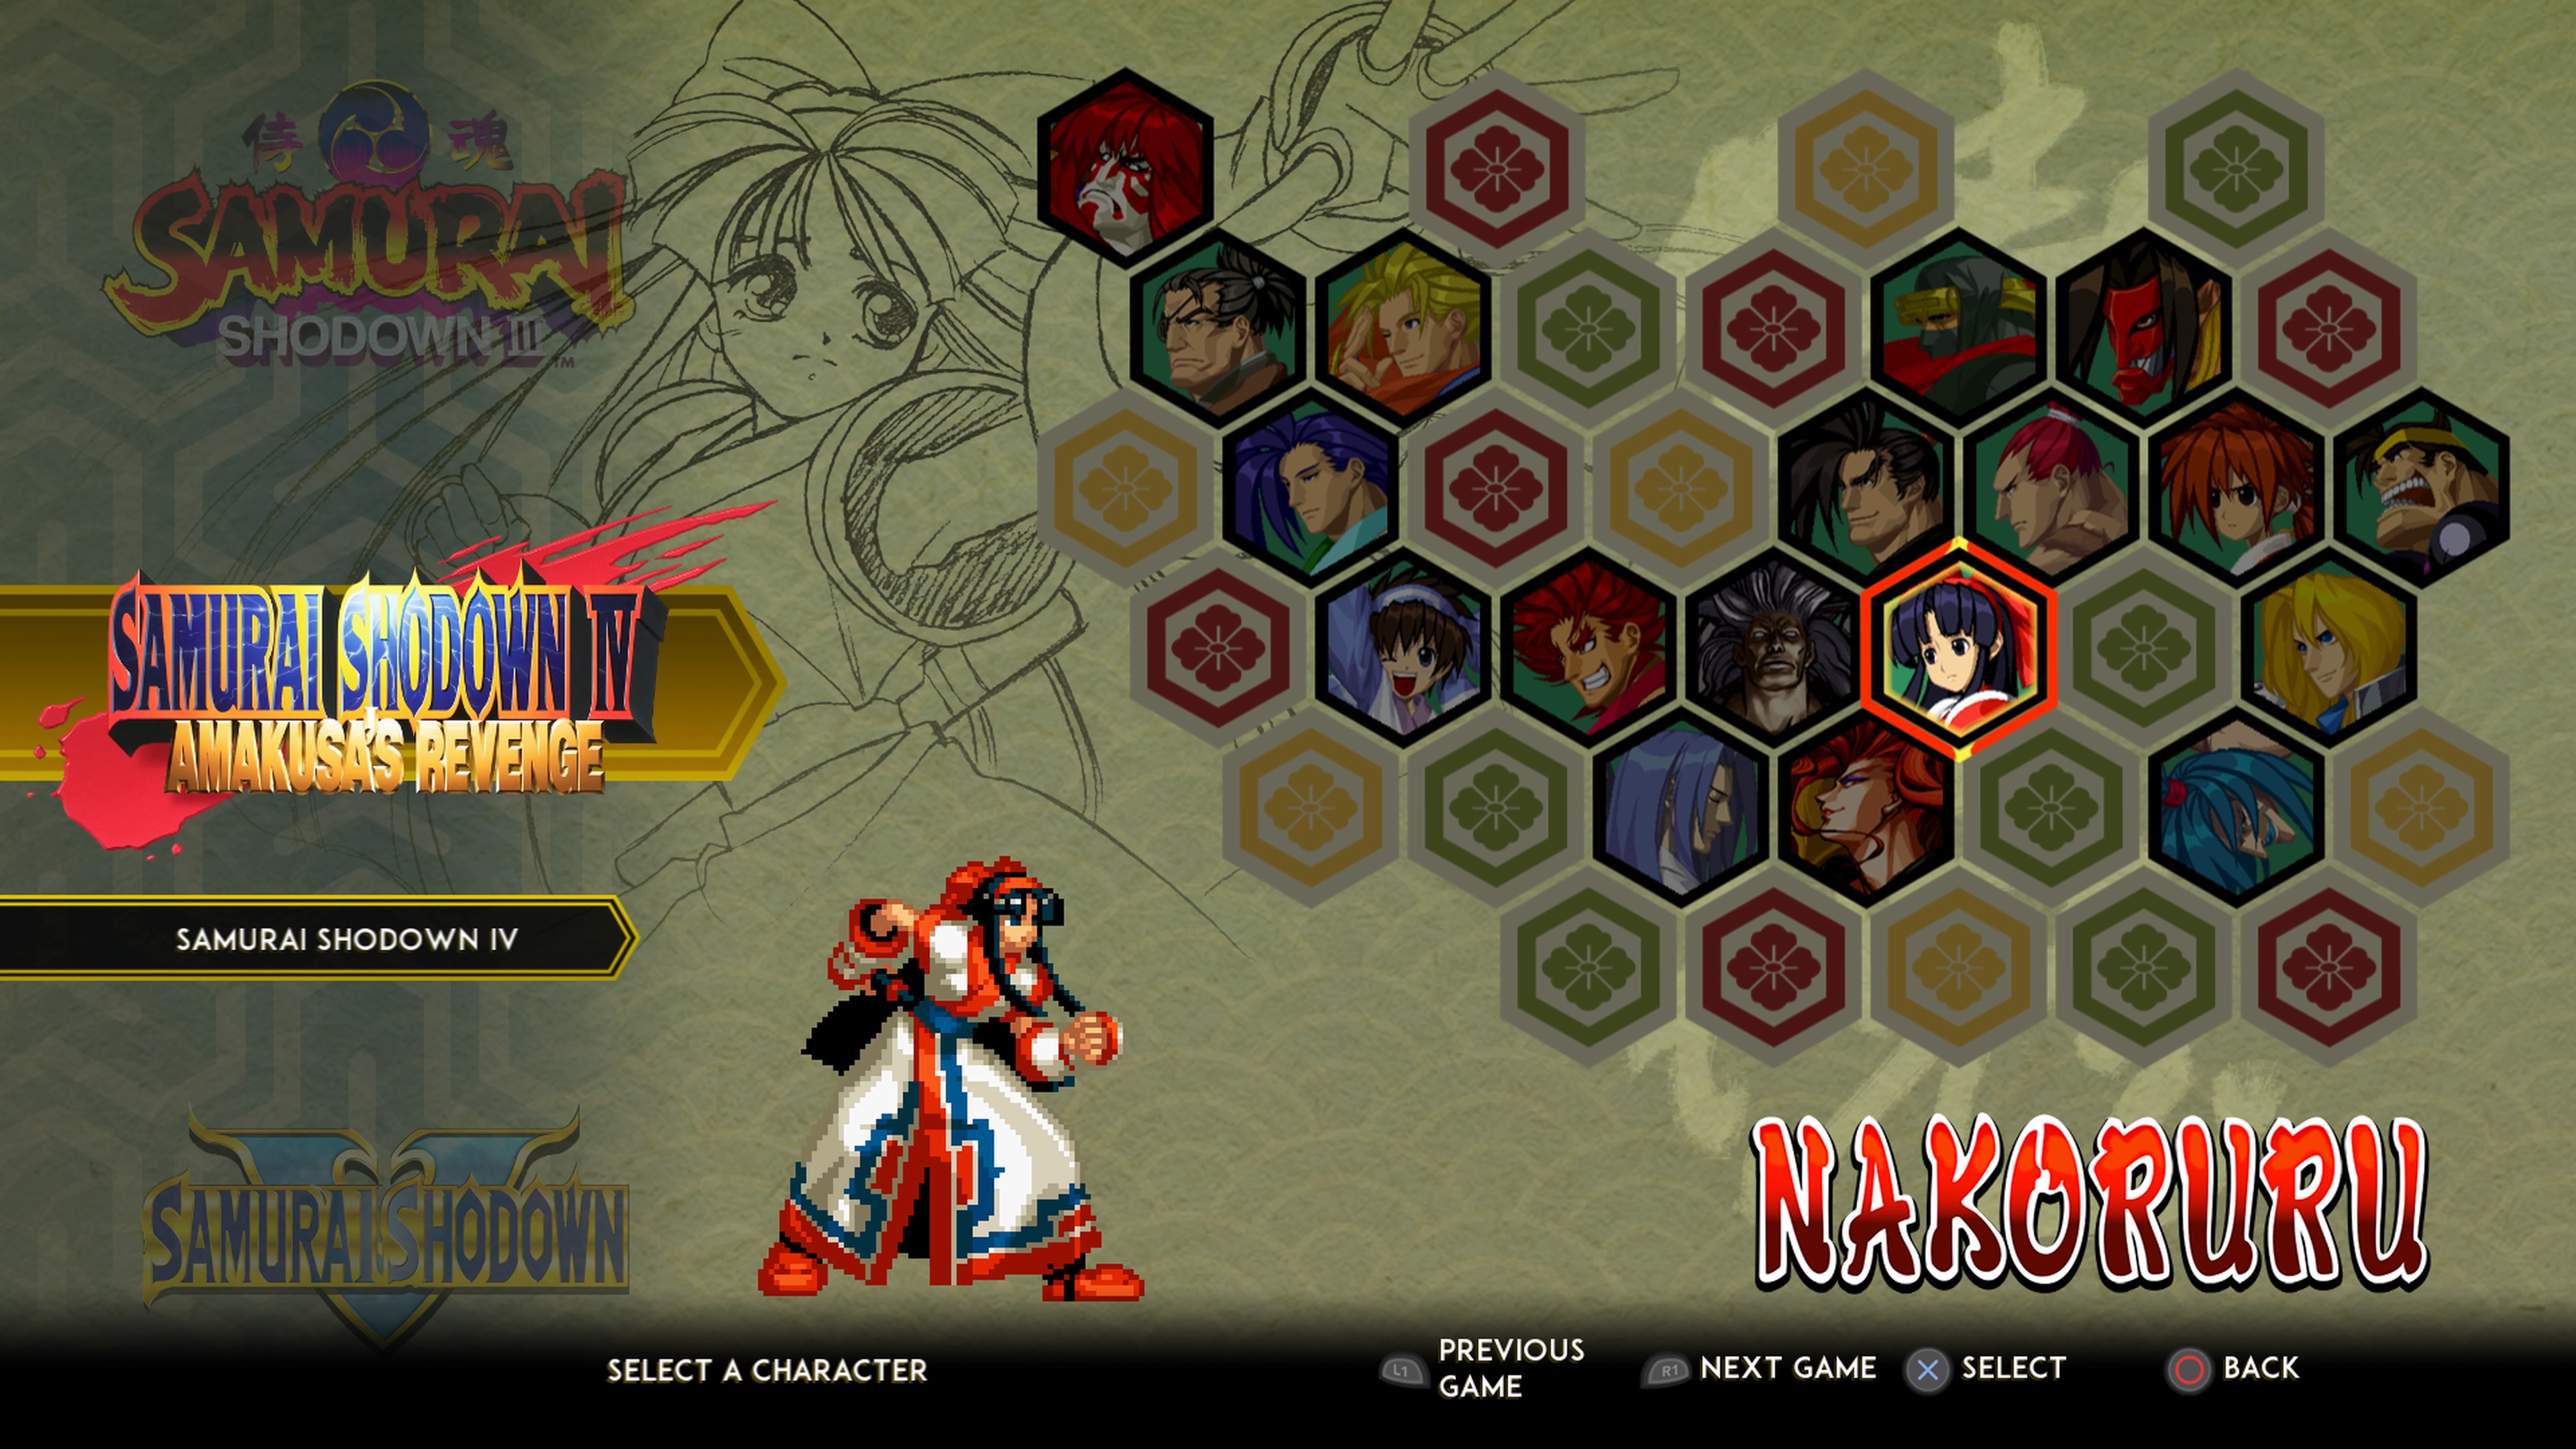 侍 魂
SAMURAI
SHODOWN III
TM
SAMURAI SHODOWN IV
AMAKUSA'S REVENGE
SAMURAI SHODOWN IV
SAMURAI SHODOWN
V
NAKORURU
SELECT A CHARACTER
L1 PREVIOUS GAME
R1 NEXT GAME
SELECT
BACK